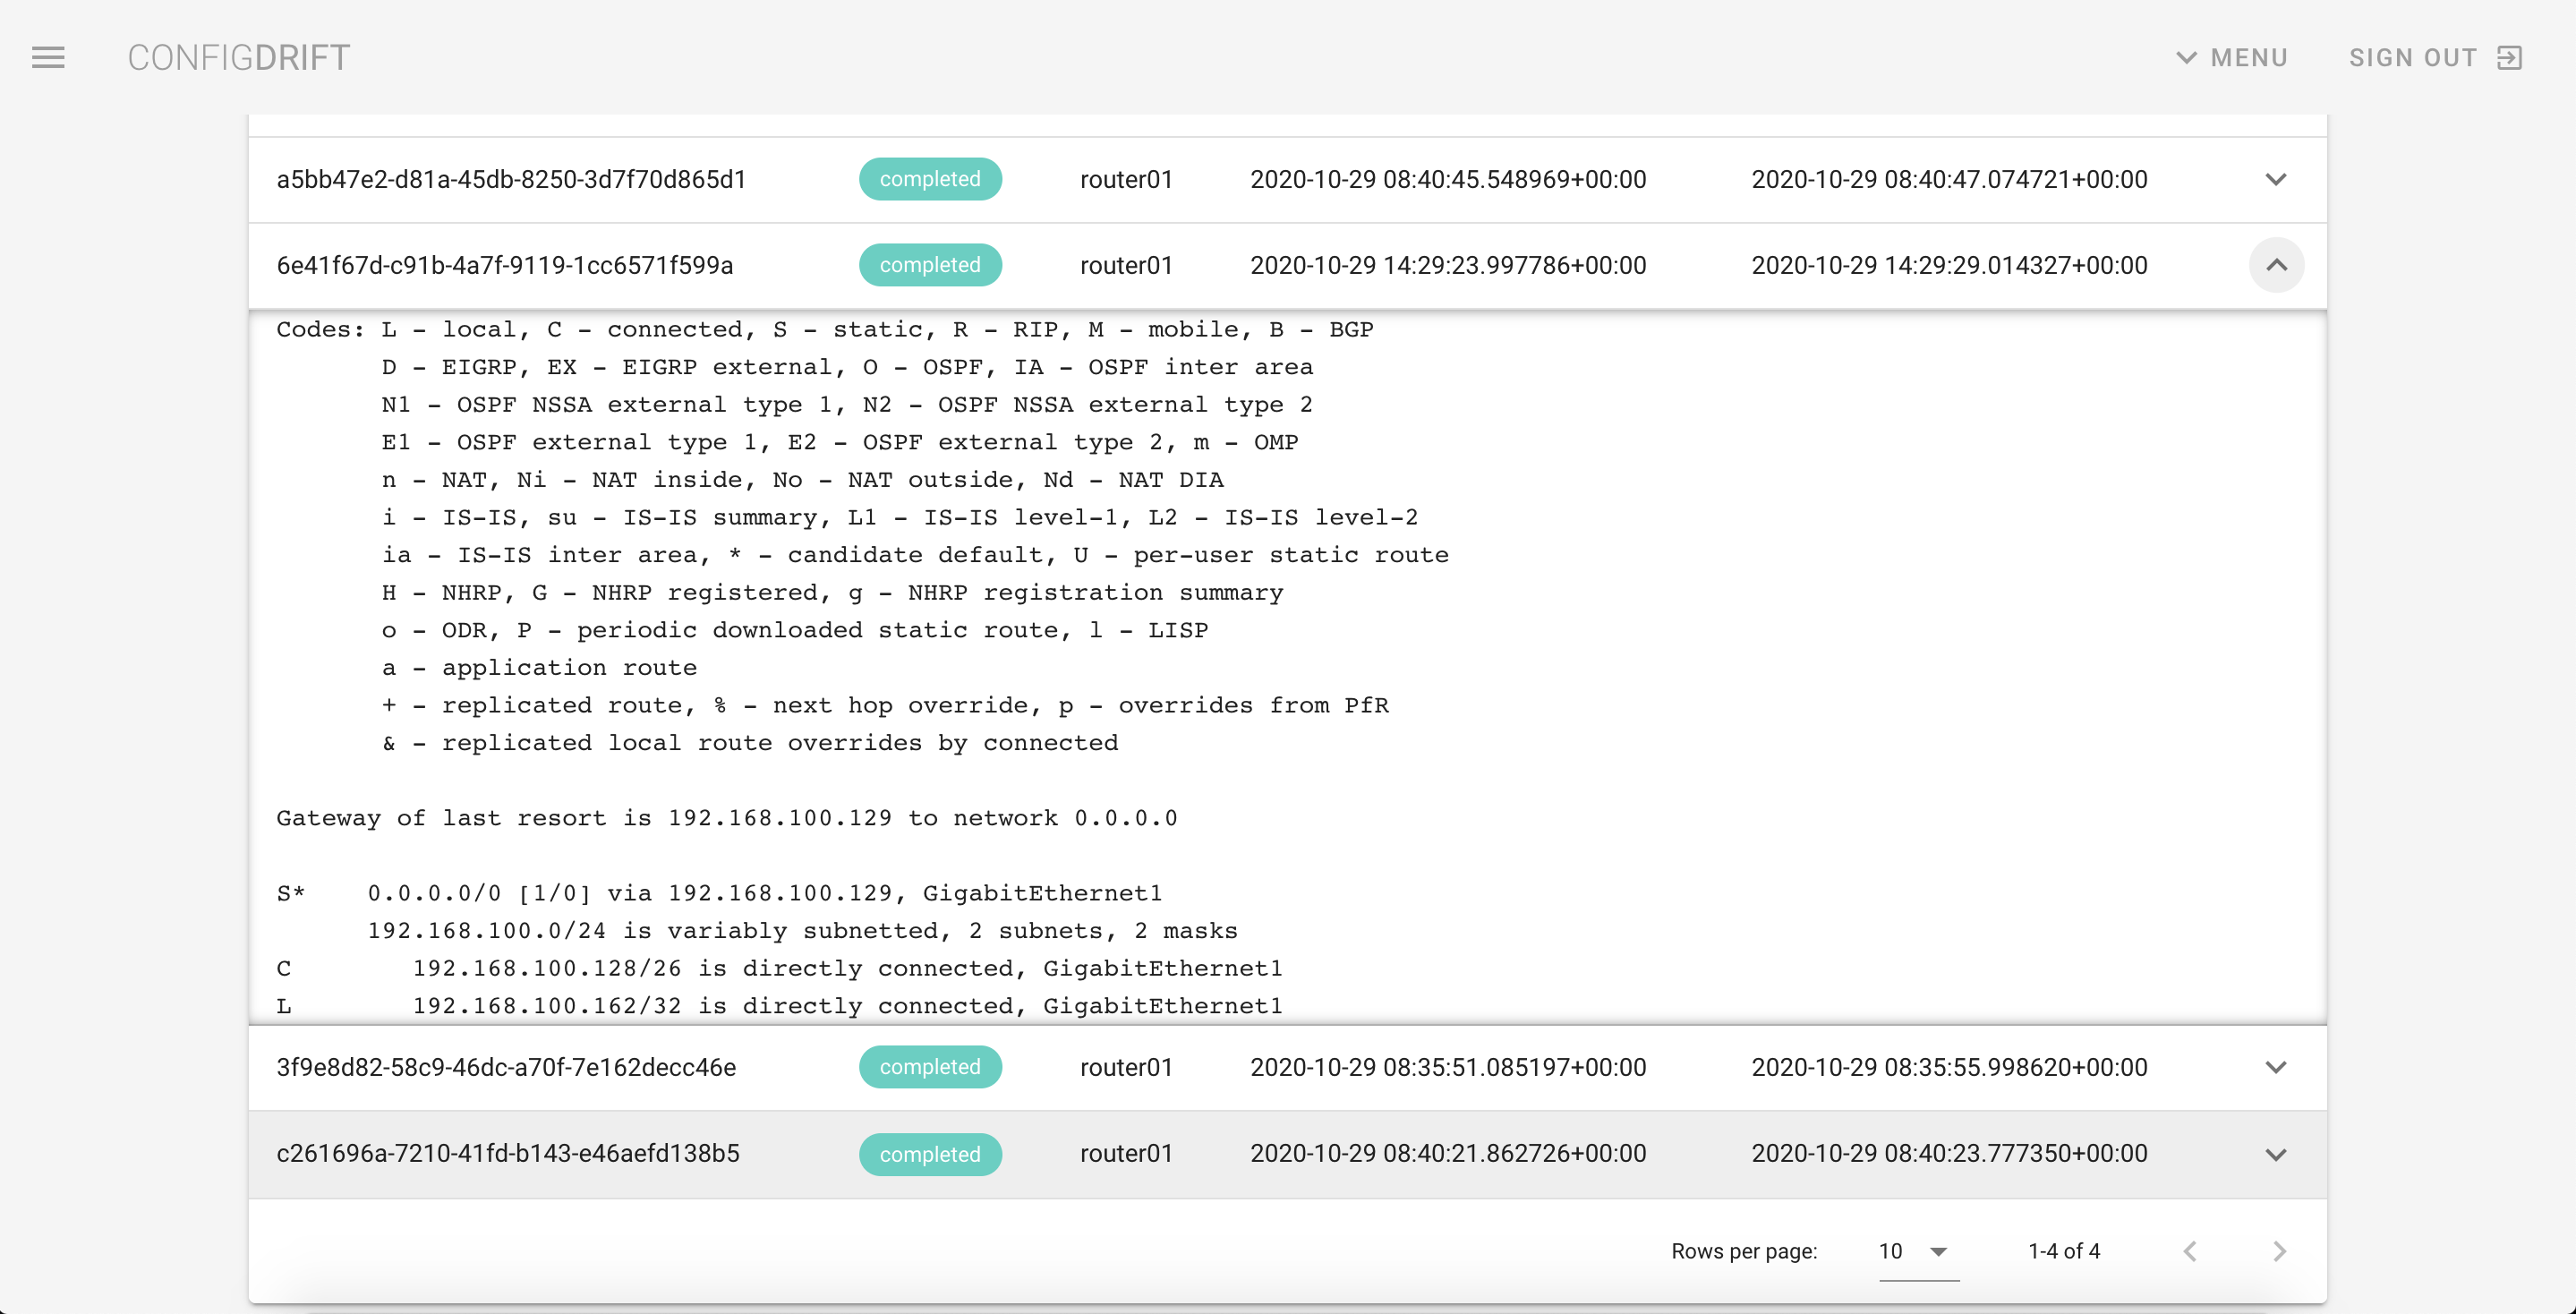 CONFIGDRIFT MENU SIGN OUT
a5bb47e2-d81a-45db-8250-3d7f70d865d1 completed router01 2020-10-29 08:40:45.548969+00:00 2020-10-29 08:40:47.074721+00:00
6e41f67d-c91b-4a7f-9119-1cc6571f599a completed router01 2020-10-29 14:29:23.997786+00:00 2020-10-29 14:29:29.014327+00:00
Codes: L - local, C - connected, S - static, R - RIP, M - mobile, B - BGP
       D - EIGRP, EX - EIGRP external, O - OSPF, IA - OSPF inter area
       N1 - OSPF NSSA external type 1, N2 - OSPF NSSA external type 2
       E1 - OSPF external type 1, E2 - OSPF external type 2, m - OMP
       n - NAT, Ni - NAT inside, No - NAT outside, Nd - NAT DIA
       i - IS-IS, su - IS-IS summary, L1 - IS-IS level-1, L2 - IS-IS level-2
       ia - IS-IS inter area, * - candidate default, U - per-user static route
       H - NHRP, G - NHRP registered, g - NHRP registration summary
       o - ODR, P - periodic downloaded static route, l - LISP
       a - application route
       + - replicated route, % - next hop override, p - overrides from PfR
       & - replicated local route overrides by connected
Gateway of last resort is 192.168.100.129 to network 0.0.0.0
S*    0.0.0.0/0 [1/0] via 192.168.100.129, GigabitEthernet1
      192.168.100.0/24 is variably subnetted, 2 subnets, 2 masks
C        192.168.100.128/26 is directly connected, GigabitEthernet1
L        192.168.100.162/32 is directly connected, GigabitEthernet1
3f9e8d82-58c9-46dc-a70f-7e162decc46e completed router01 2020-10-29 08:35:51.085197+00:00 2020-10-29 08:35:55.998620+00:00
c261696a-7210-41fd-b143-e46aefd138b5 completed router01 2020-10-29 08:40:21.862726+00:00 2020-10-29 08:40:23.777350+00:00
Rows per page: 10 1-4 of 4